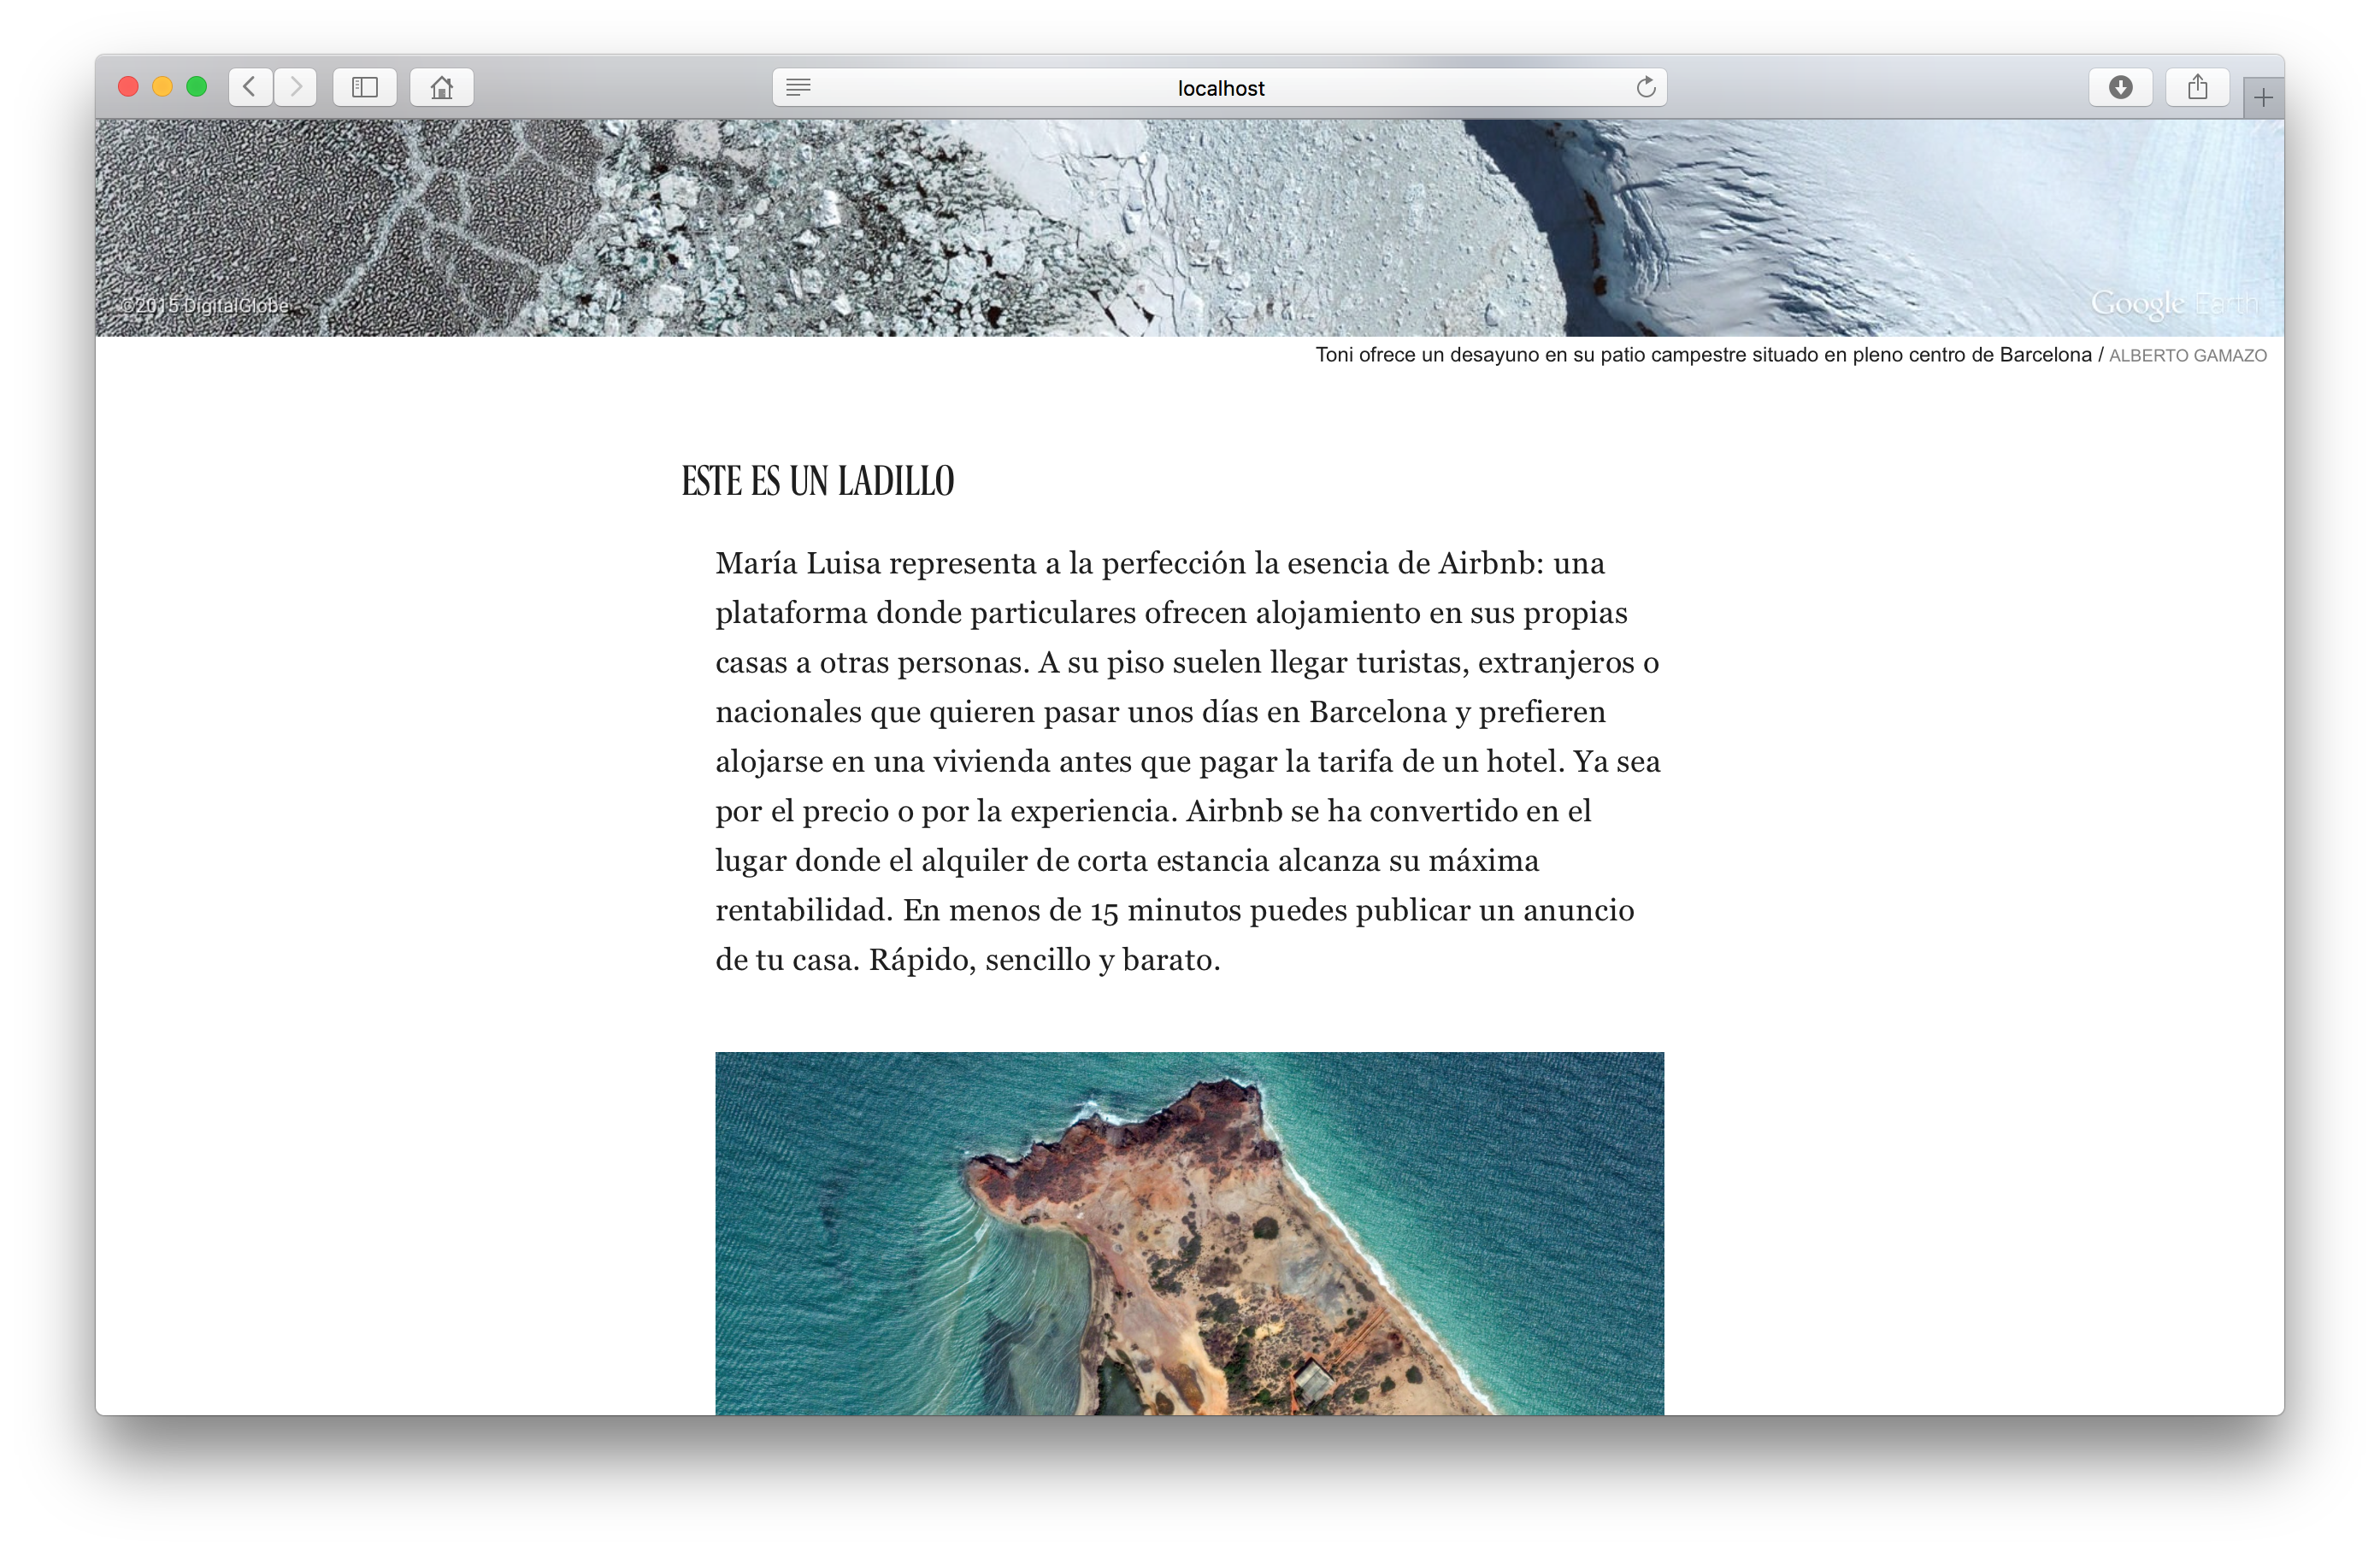 localhost
©2015 DigitalGlobe
Google Earth
Toni ofrece un desayuno en su patio campestre situado en pleno centro de Barcelona / ALBERTO GAMAZO
ESTE ES UN LADILLO
María Luisa representa a la perfección la esencia de Airbnb: una
plataforma donde particulares ofrecen alojamiento en sus propias
casas a otras personas. A su piso suelen llegar turistas, extranjeros o
nacionales que quieren pasar unos días en Barcelona y prefieren
alojarse en una vivienda antes que pagar la tarifa de un hotel. Ya sea
por el precio o por la experiencia. Airbnb se ha convertido en el
lugar donde el alquiler de corta estancia alcanza su máxima
rentabilidad. En menos de 15 minutos puedes publicar un anuncio
de tu casa. Rápido, sencillo y barato.